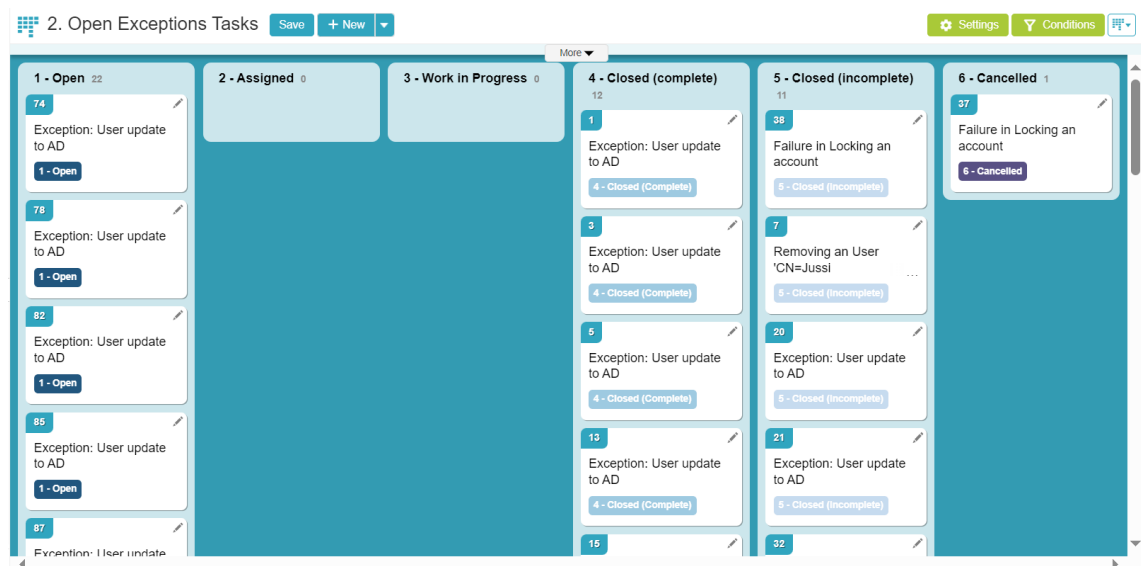 2. Open Exceptions Tasks Save + New Settings Conditions
More
1 - Open 22
74
Exception: User update
to AD
1 - Open
78
Exception: User update
to AD
1 - Open
82
Exception: User update
to AD
1 - Open
85
Exception: User update
to AD
1 - Open
87
Exception: User update
2 - Assigned 0
3 - Work in Progress 0
4 - Closed (complete)
12
1
Exception: User update
to AD
4 - Closed (Complete)
3
Exception: User update
to AD
4 - Closed (Complete)
5
Exception: User update
to AD
4 - Closed (Complete)
13
Exception: User update
to AD
4 - Closed (Complete)
15
5 - Closed (incomplete)
11
38
Failure in Locking an
account
5 - Closed (Incomplete)
7
Removing an User
'CN=Jussi ...
5 - Closed (Incomplete)
20
Exception: User update
to AD
5 - Closed (Incomplete)
21
Exception: User update
to AD
5 - Closed (Incomplete)
32
6 - Cancelled 1
37
Failure in Locking an
account
6 - Cancelled